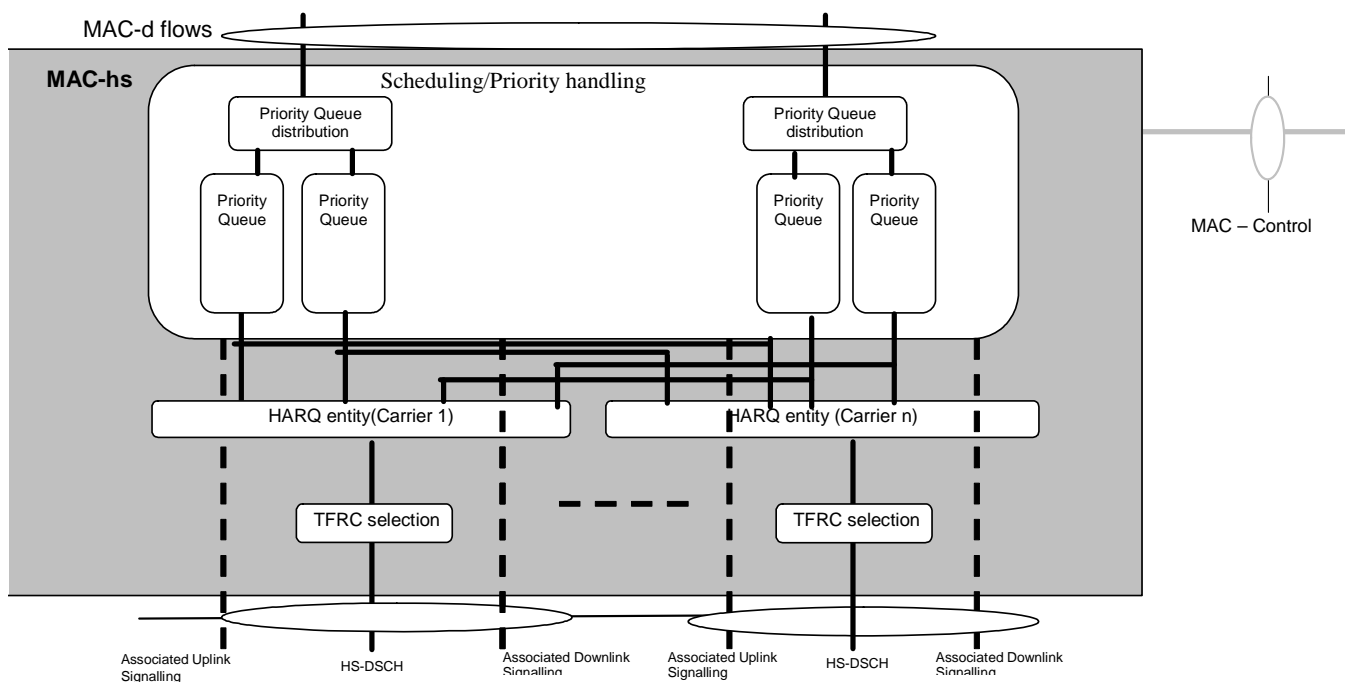 MAC-d flows
MAC-hs
Scheduling/Priority handling
Priority Queue
distribution
Priority Queue
distribution
Priority
Queue
Priority
Queue
Priority
Queue
Priority
Queue
MAC – Control
HARQ entity(Carrier 1)
HARQ entity (Carrier n)
TFRC selection
TFRC selection
Associated Uplink
Signalling
HS-DSCH
Associated Downlink
Signalling
Associated Uplink
Signalling
HS-DSCH
Associated Downlink
Signalling